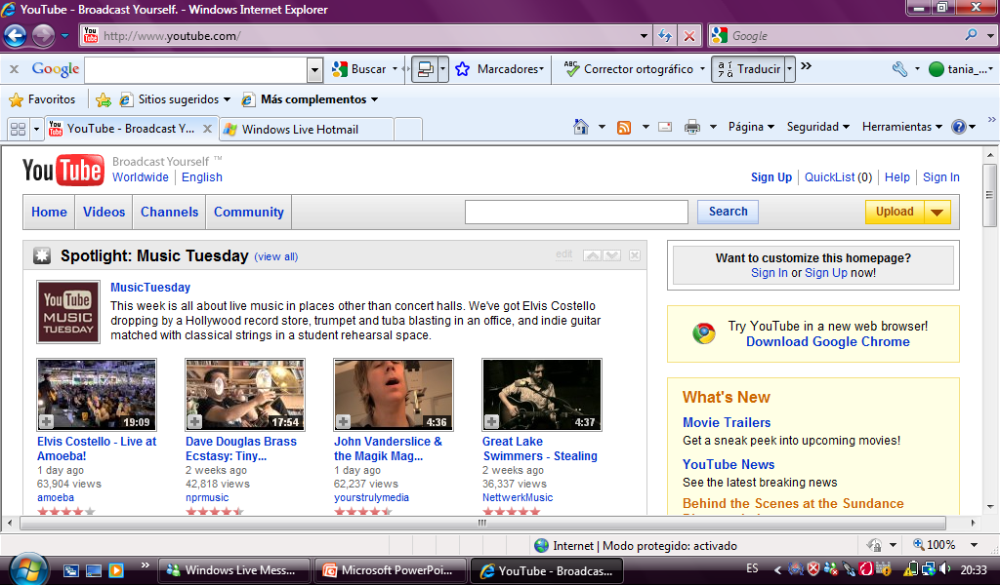 YouTube - Broadcast Yourself. - Windows Internet Explorer
http://www.youtube.com/
Google
Google
Buscar
Marcadores
Corrector ortográfico
Traducir
tania_...
Favoritos
Sitios sugeridos
Más complementos
YouTube - Broadcast Y...
Windows Live Hotmail
Página
Seguridad
Herramientas
YouTube
Broadcast Yourself ™
Worldwide
English
Sign Up
QuickList (0)
Help
Sign In
Home
Videos
Channels
Community
Search
Upload
Spotlight: Music Tuesday (view all)
edit
YouTube
MUSIC
TUESDAY
MusicTuesday
This week is all about live music in places other than concert halls. We've got Elvis Costello
dropping by a Hollywood record store, trumpet and tuba blasting in an office, and indie guitar
matched with classical strings in a student rehearsal space.
19:09
Elvis Costello - Live at
Amoeba!
1 day ago
63,904 views
amoeba
17:54
Dave Douglas Brass
Ecstasy: Tiny...
2 weeks ago
42,818 views
nprmusic
4:36
John Vanderslice &
the Magik Mag...
1 day ago
62,237 views
yourstrulymedia
4:37
Great Lake
Swimmers - Stealing
2 weeks ago
36,337 views
NettwerkMusic
Want to customize this homepage?
Sign In or Sign Up now!
Try YouTube in a new web browser!
Download Google Chrome
What's New
Movie Trailers
Get a sneak peek into upcoming movies!
YouTube News
See the latest breaking news
Behind the Scenes at the Sundance
Internet | Modo protegido: activado
100%
Windows Live Mess...
Microsoft PowerPoi...
YouTube - Broadcas...
ES
20:33